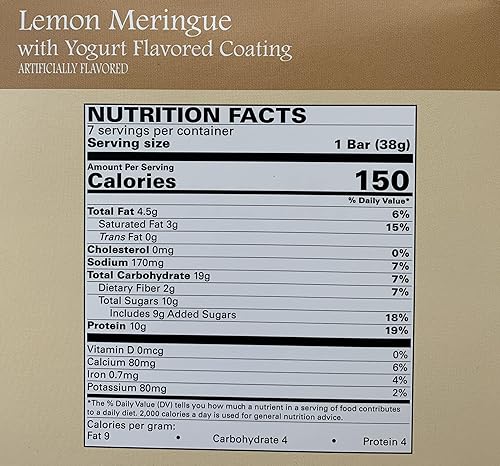 Lemon Meringue
with Yogurt Flavored Coating
ARTIFICIALLY FLAVORED
NUTRITION FACTS
7 servings per container
Serving size 1 Bar (38g)
Amount Per Serving
Calories 150
% Daily Value*
Total Fat 4.5g 6%
Saturated Fat 3g 15%
Trans Fat 0g
Cholesterol 0mg 0%
Sodium 170mg 7%
Total Carbohydrate 19g 7%
Dietary Fiber 2g 7%
Total Sugars 10g
Includes 9g Added Sugars 18%
Protein 10g 19%
Vitamin D 0mcg 0%
Calcium 80mg 6%
Iron 0.7mg 4%
Potassium 80mg 2%
*The % Daily Value (DV) tells you how much a nutrient in a serving of food contributes
to a daily diet. 2,000 calories a day is used for general nutrition advice.
Calories per gram:
Fat 9 • Carbohydrate 4 • Protein 4